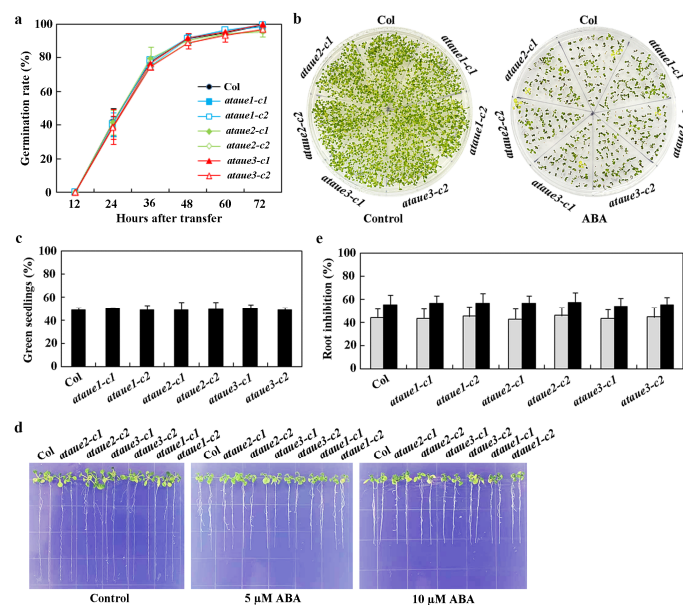 a
Germination rate (%)
100
80
60
40
20
0
Col
ataue1-c1
ataue1-c2
ataue2-c1
ataue2-c2
ataue3-c1
ataue3-c2
12 24 36 48 60 72
Hours after transfer
b
Col
ataue2-c1
ataue1-c1
ataue2-c2
ataue1-c2
ataue3-c1
ataue3-c2
Control
Col
ataue2-c1
ataue1-c1
ataue2-c2
ataue1-c2
ataue3-c1
ataue3-c2
ABA
c
Green seedlings (%)
100
80
60
40
20
0
Col ataue1-c1 ataue1-c2 ataue2-c1 ataue2-c2 ataue3-c1 ataue3-c2
e
Root inhibtion (%)
100
80
60
40
20
0
Col ataue1-c1 ataue1-c2 ataue2-c1 ataue2-c2 ataue3-c1 ataue3-c2
d
Col ataue2-c1 ataue2-c2 ataue3-c1 ataue3-c2 ataue1-c1 ataue1-c2
Col ataue2-c1 ataue2-c2 ataue3-c1 ataue3-c2 ataue1-c1 ataue1-c2
Col ataue2-c1 ataue2-c2 ataue3-c1 ataue3-c2 ataue1-c1 ataue1-c2
Control
5 µM ABA
10 µM ABA